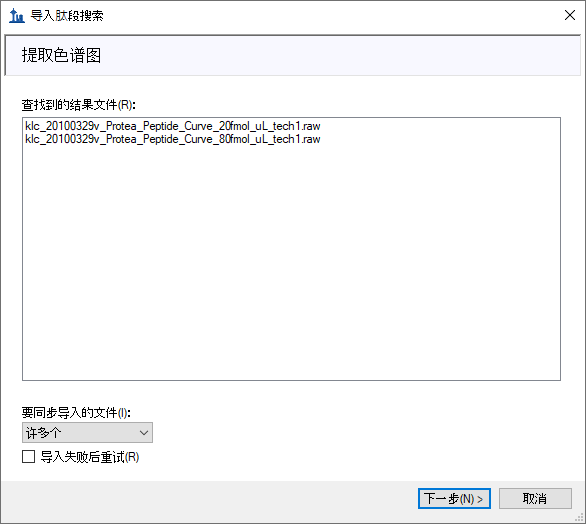 导入肽段搜索
提取色谱图
查找到的结果文件(R):
klc_20100329v_Protea_Peptide_Curve_20fmol_uL_tech1.raw
klc_20100329v_Protea_Peptide_Curve_80fmol_uL_tech1.raw
要同步导入的文件(I):
许多个
导入失败后重试(R)
下一步(N) >
取消